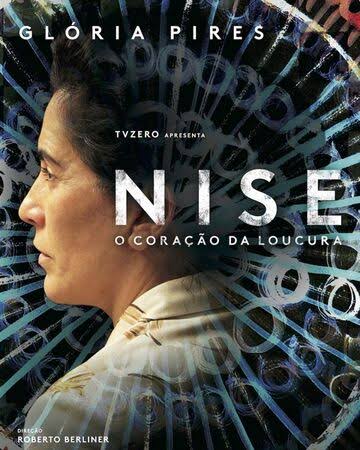 GLÓRIA PIRES
TVZERO APRESENTA
NISE
O CORAÇÃO DA LOUCURA
DIREÇÃO
ROBERTO BERLINER